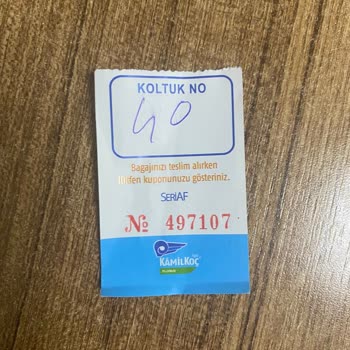 KOLTUK NO
40
Bagajınızı teslim alırken
lütfen kuponunuzu gösteriniz.
SERİAF
№ 497107
KAMİLKOÇ